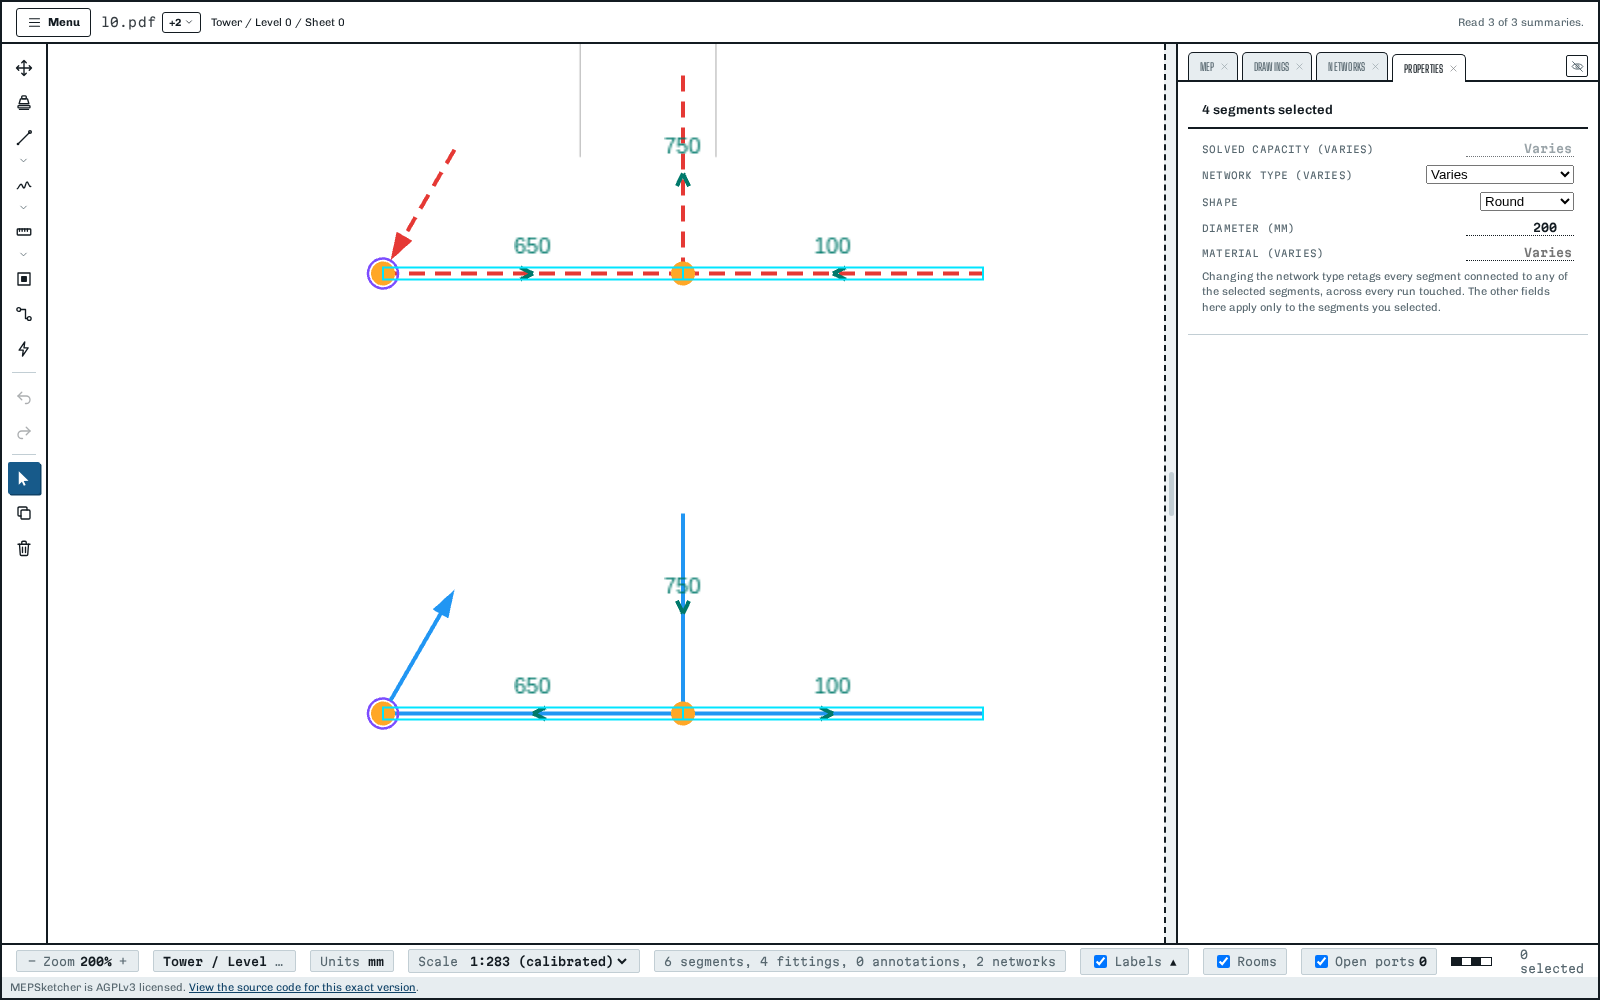 Menu
l0.pdf
+2
Tower / Level 0 / Sheet 0
Read 3 of 3 summaries.
MEP
DRAWINGS
NETWORKS
PROPERTIES
4 segments selected
SOLVED CAPACITY (VARIES)
Varies
NETWORK TYPE (VARIES)
Varies
SHAPE
Round
DIAMETER (MM)
200
MATERIAL (VARIES)
Varies
Changing the network type retags every segment connected to any of
the selected segments, across every run touched. The other fields
here apply only to the segments you selected.
750
650
100
750
650
100
− Zoom 200% +
Tower / Level …
Units mm
Scale 1:283 (calibrated)
6 segments, 4 fittings, 0 annotations, 2 networks
Labels ▲
Rooms
Open ports 0
0
selected
MEPSketcher is AGPLv3 licensed. View the source code for this exact version.